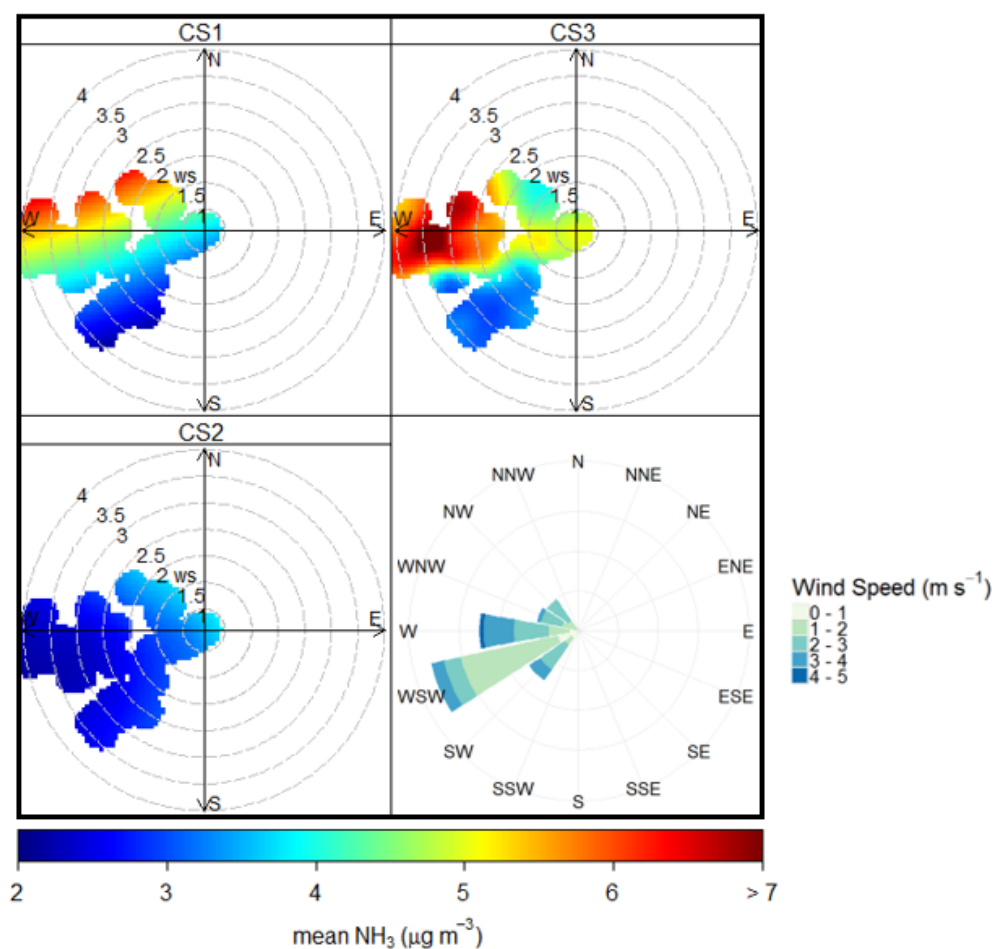 CS1
N
4
3.5
3
2.5
2 ws
1.5
1
W
E
S
CS3
N
4
3.5
3
2.5
2 ws
1.5
1
W
E
S
CS2
N
4
3.5
3
2.5
2 ws
1.5
1
W
E
S
N
NNW
NNE
NW
NE
WNW
ENE
W
E
WSW
ESE
SW
SE
SSW
SSE
S
Wind Speed (m s⁻¹)
0 - 1
1 - 2
2 - 3
3 - 4
4 - 5
2 3 4 5 6 > 7
mean NH₃ (μg m⁻³)